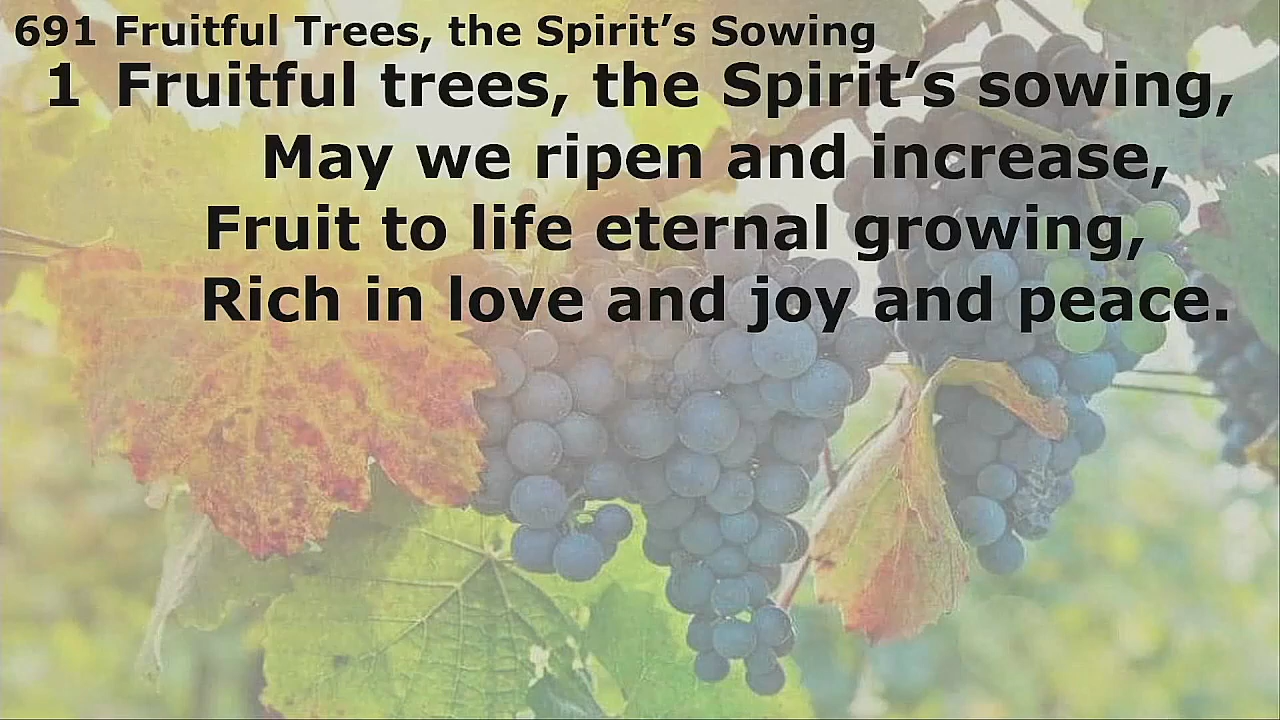 691 Fruitful Trees, the Spirit’s Sowing
1 Fruitful trees, the Spirit’s sowing,
May we ripen and increase,
Fruit to life eternal growing,
Rich in love and joy and peace.